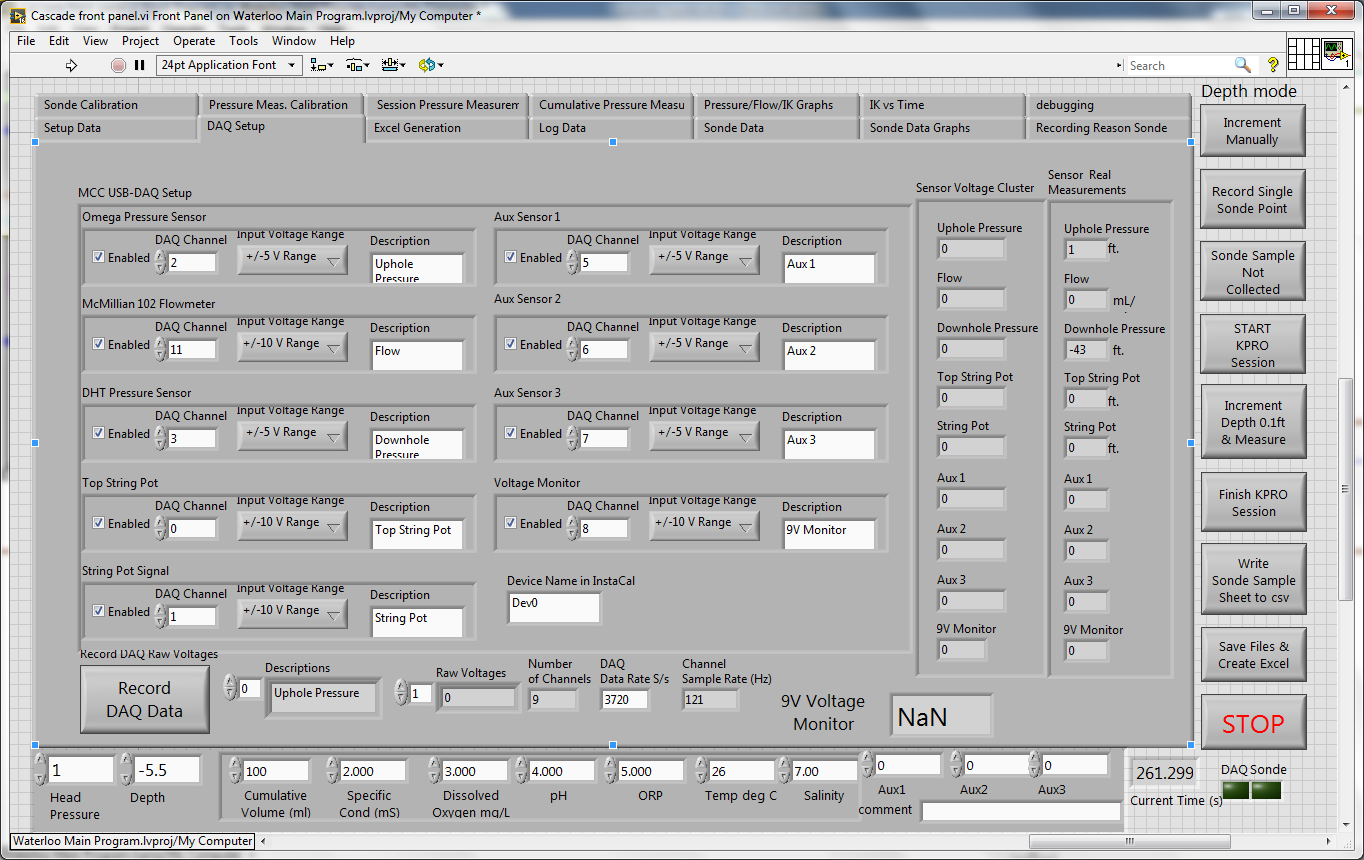 Cascade front panel.vi Front Panel on Waterloo Main Program.lvproj/My Computer *
File Edit View Project Operate Tools Window Help
24pt Application Font
Search
1
Sonde Calibration
Pressure Meas. Calibration
Session Pressure Measurem
Cumulative Pressure Measu
Pressure/Flow/IK Graphs
IK vs Time
debugging
Setup Data
DAQ Setup
Excel Generation
Log Data
Sonde Data
Sonde Data Graphs
Recording Reason Sonde
MCC USB-DAQ Setup
Omega Pressure Sensor
Enabled
DAQ Channel
2
Input Voltage Range
+/-5 V Range
Description
Uphole
Pressure
McMillian 102 Flowmeter
Enabled
DAQ Channel
11
Input Voltage Range
+/-10 V Range
Description
Flow
DHT Pressure Sensor
Enabled
DAQ Channel
3
Input Voltage Range
+/-5 V Range
Description
Downhole
Pressure
Top String Pot
Enabled
DAQ Channel
0
Input Voltage Range
+/-10 V Range
Description
Top String Pot
String Pot Signal
Enabled
DAQ Channel
1
Input Voltage Range
+/-10 V Range
Description
String Pot
Aux Sensor 1
Enabled
DAQ Channel
5
Input Voltage Range
+/-5 V Range
Description
Aux 1
Aux Sensor 2
Enabled
DAQ Channel
6
Input Voltage Range
+/-5 V Range
Description
Aux 2
Aux Sensor 3
Enabled
DAQ Channel
7
Input Voltage Range
+/-5 V Range
Description
Aux 3
Voltage Monitor
Enabled
DAQ Channel
8
Input Voltage Range
+/-10 V Range
Description
9V Monitor
Device Name in InstaCal
Dev0
Sensor Voltage Cluster
Uphole Pressure
0
Flow
0
Downhole Pressure
0
Top String Pot
0
String Pot
0
Aux 1
0
Aux 2
0
Aux 3
0
9V Monitor
0
Sensor Real
Measurements
Uphole Pressure
1 ft.
Flow
0 mL/
Downhole Pressure
-43 ft.
Top String Pot
0 ft.
String Pot
0 ft.
Aux 1
0
Aux 2
0
Aux 3
0
9V Monitor
0
Record DAQ Raw Voltages
Record
DAQ Data
Descriptions
0
Uphole Pressure
Raw Voltages
1
0
Number
of Channels
9
DAQ
Data Rate S/s
3720
Channel
Sample Rate (Hz)
121
9V Voltage
Monitor
NaN
Depth mode
Increment
Manually
Record Single
Sonde Point
Sonde Sample
Not
Collected
START
KPRO
Session
Increment
Depth 0.1ft
& Measure
Finish KPRO
Session
Write
Sonde Sample
Sheet to csv
Save Files &
Create Excel
STOP
1
Head
Pressure
-5.5
Depth
100
Cumulative
Volume (ml)
2.000
Specific
Cond (mS)
3.000
Dissolved
Oxygen mg/L
4.000
pH
5.000
ORP
26
Temp deg C
7.00
Salinity
0
Aux1
0
Aux2
0
Aux3
comment
261.299
Current Time (s)
DAQ Sonde
Waterloo Main Program.lvproj/My Computer